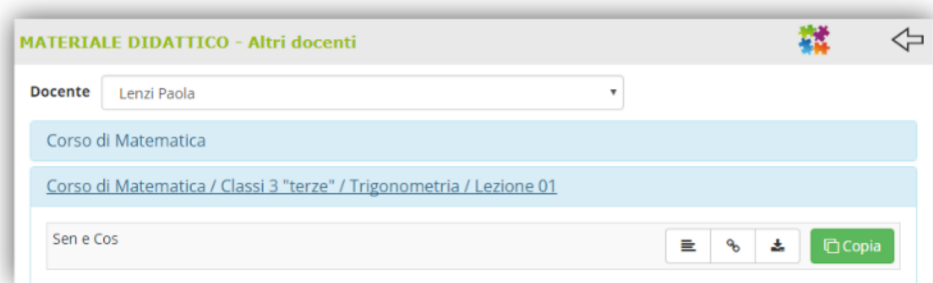 MATERIALE DIDATTICO - Altri docenti
Docente Lenzi Paola
Corso di Matematica
Corso di Matematica / Classi 3 "terze" / Trigonometria / Lezione 01
Sen e Cos Copia